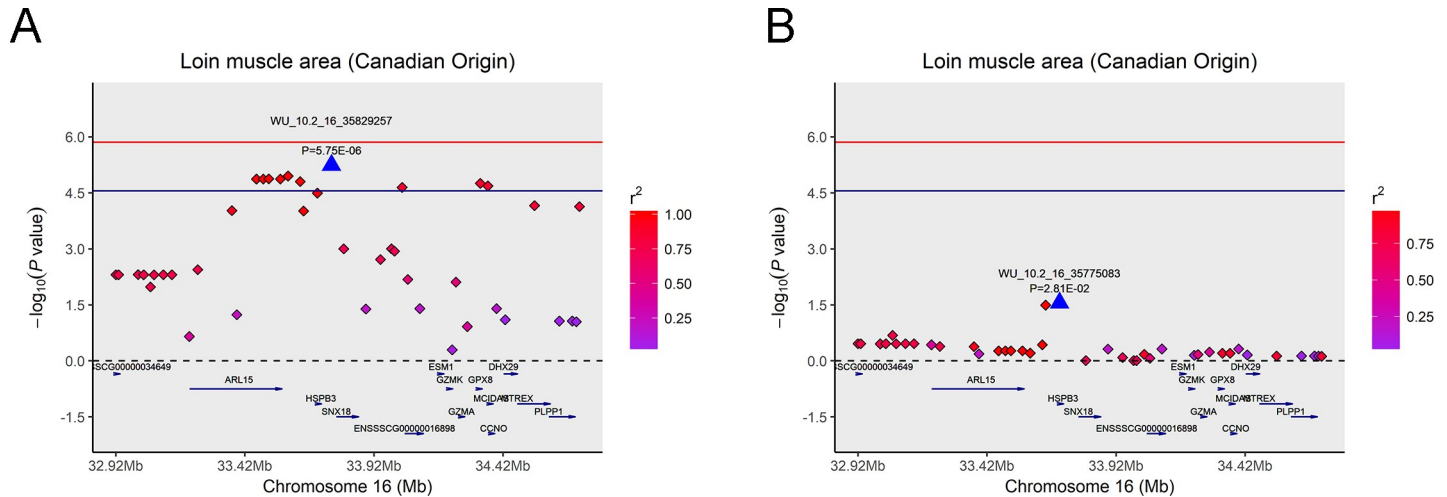 A
Loin muscle area (Canadian Origin)
−log10(P value)
6.0
4.5
3.0
1.5
0.0
-1.5
WU_10.2_16_35829257
P=5.75E-06
SCG00000034649
ARL15
HSPB3
SNX18
ENSSSCG00000016898
ESM1
GZMK
GZMA
GPX8
MCIDAS
CCNO
DHX29
MTREX
PLPP1
32.92Mb
33.42Mb
33.92Mb
34.42Mb
Chromosome 16 (Mb)
r2
1.00
0.75
0.50
0.25
B
Loin muscle area (Canadian Origin)
−log10(P value)
6.0
4.5
3.0
1.5
0.0
-1.5
WU_10.2_16_35775083
P=2.81E-02
SCG00000034649
ARL15
HSPB3
SNX18
ENSSSCG00000016898
ESM1
GZMK
GZMA
GPX8
MCIDAS
CCNO
DHX29
MTREX
PLPP1
32.92Mb
33.42Mb
33.92Mb
34.42Mb
Chromosome 16 (Mb)
r2
0.75
0.50
0.25